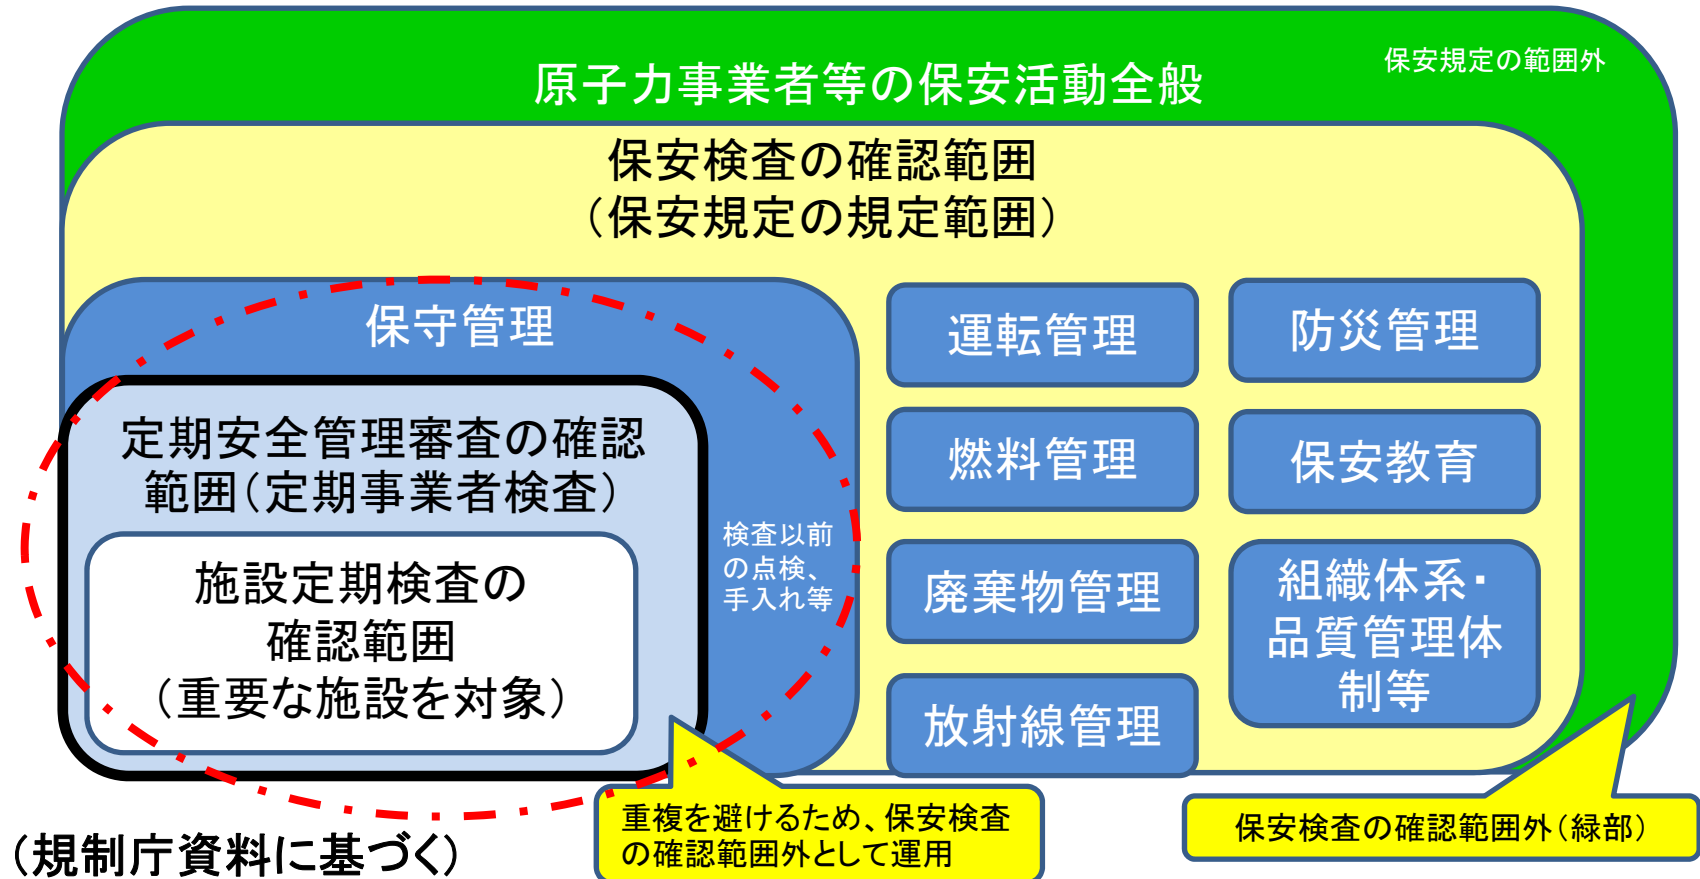 保安規定の範囲外
原子力事業者等の保安活動全般
保安検査の確認範囲
（保安規定の規定範囲）
保守管理
定期安全管理審査の確認
範囲（定期事業者検査）
検査以前
の点検、
手入れ等
施設定期検査の
確認範囲
（重要な施設を対象）
運転管理
燃料管理
廃棄物管理
放射線管理
防災管理
保安教育
組織体系・
品質管理体
制等
重複を避けるため、保安検査
の確認範囲外として運用
保安検査の確認範囲外（緑部）
（規制庁資料に基づく）